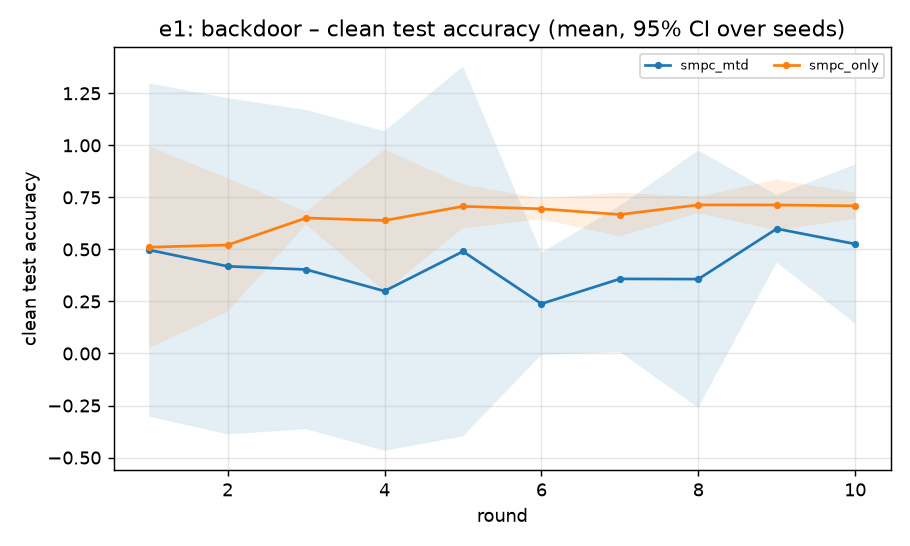 e1: backdoor – clean test accuracy (mean, 95% CI over seeds)
smpc_mtd
smpc_only
clean test accuracy
1.25
1.00
0.75
0.50
0.25
0.00
−0.25
−0.50
2
4
6
8
10
round